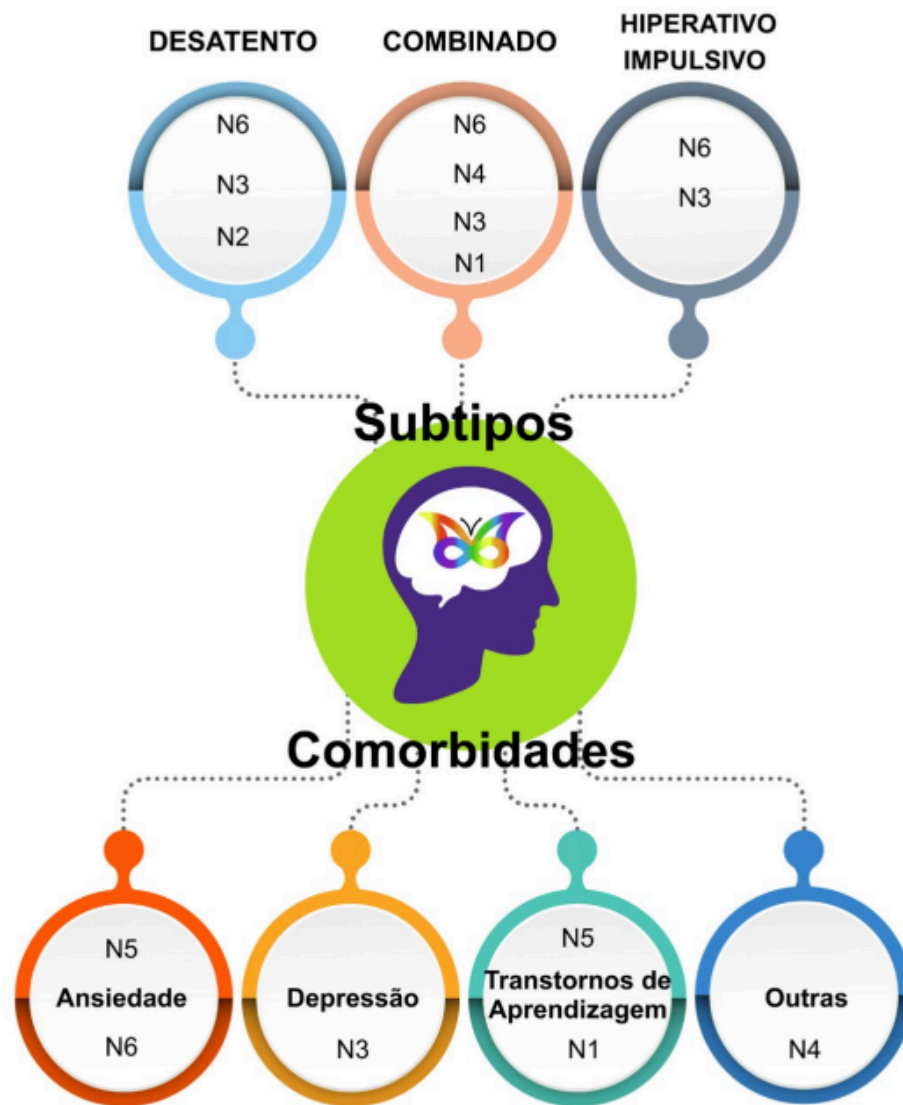 DESATENTO
N6
N3
N2
COMBINADO
N6
N4
N3
N1
HIPERATIVO
IMPULSIVO
N6
N3
Subtipos
Comorbidades
N5
Ansiedade
N6
Depressão
N3
N5
Transtornos de
Aprendizagem
N1
Outras
N4